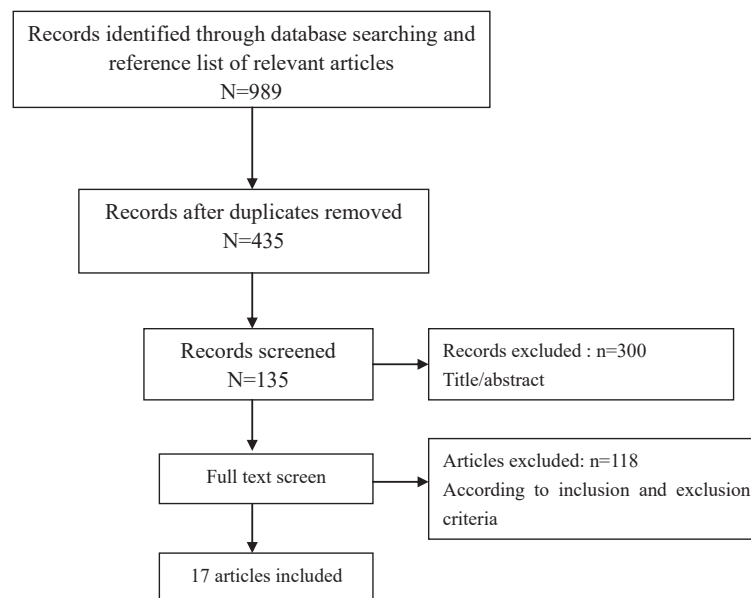 Records identified through database searching and
reference list of relevant articles
N=989
Records after duplicates removed
N=435
Records screened
N=135
Records excluded : n=300
Title/abstract
Full text screen
Articles excluded: n=118
According to inclusion and exclusion
criteria
17 articles included